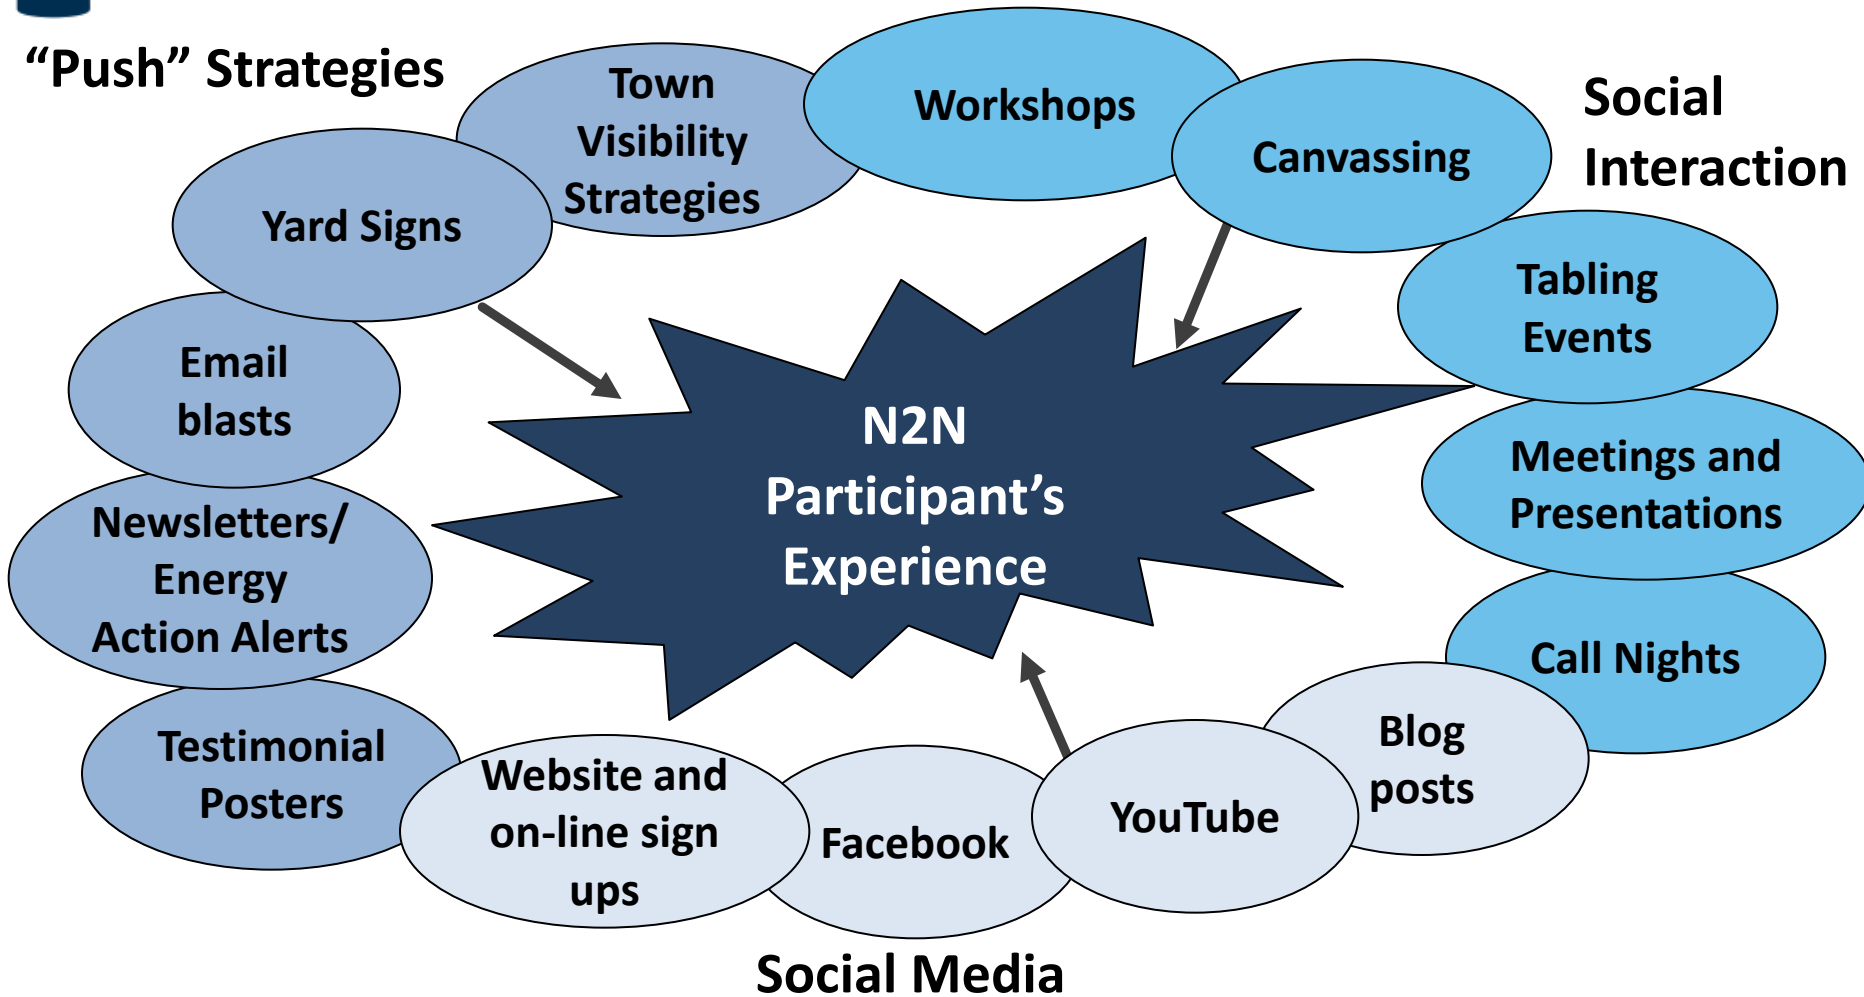 “Push” Strategies
Town
Visibility
Strategies
Workshops
Canvassing
Social
Interaction
Yard Signs
Tabling
Events
Email
blasts
N2N
Participant’s
Experience
Meetings and
Presentations
Newsletters/
Energy
Action Alerts
Call Nights
Testimonial
Posters
Website and
on-line sign
ups
Facebook
YouTube
Blog
posts
Social Media